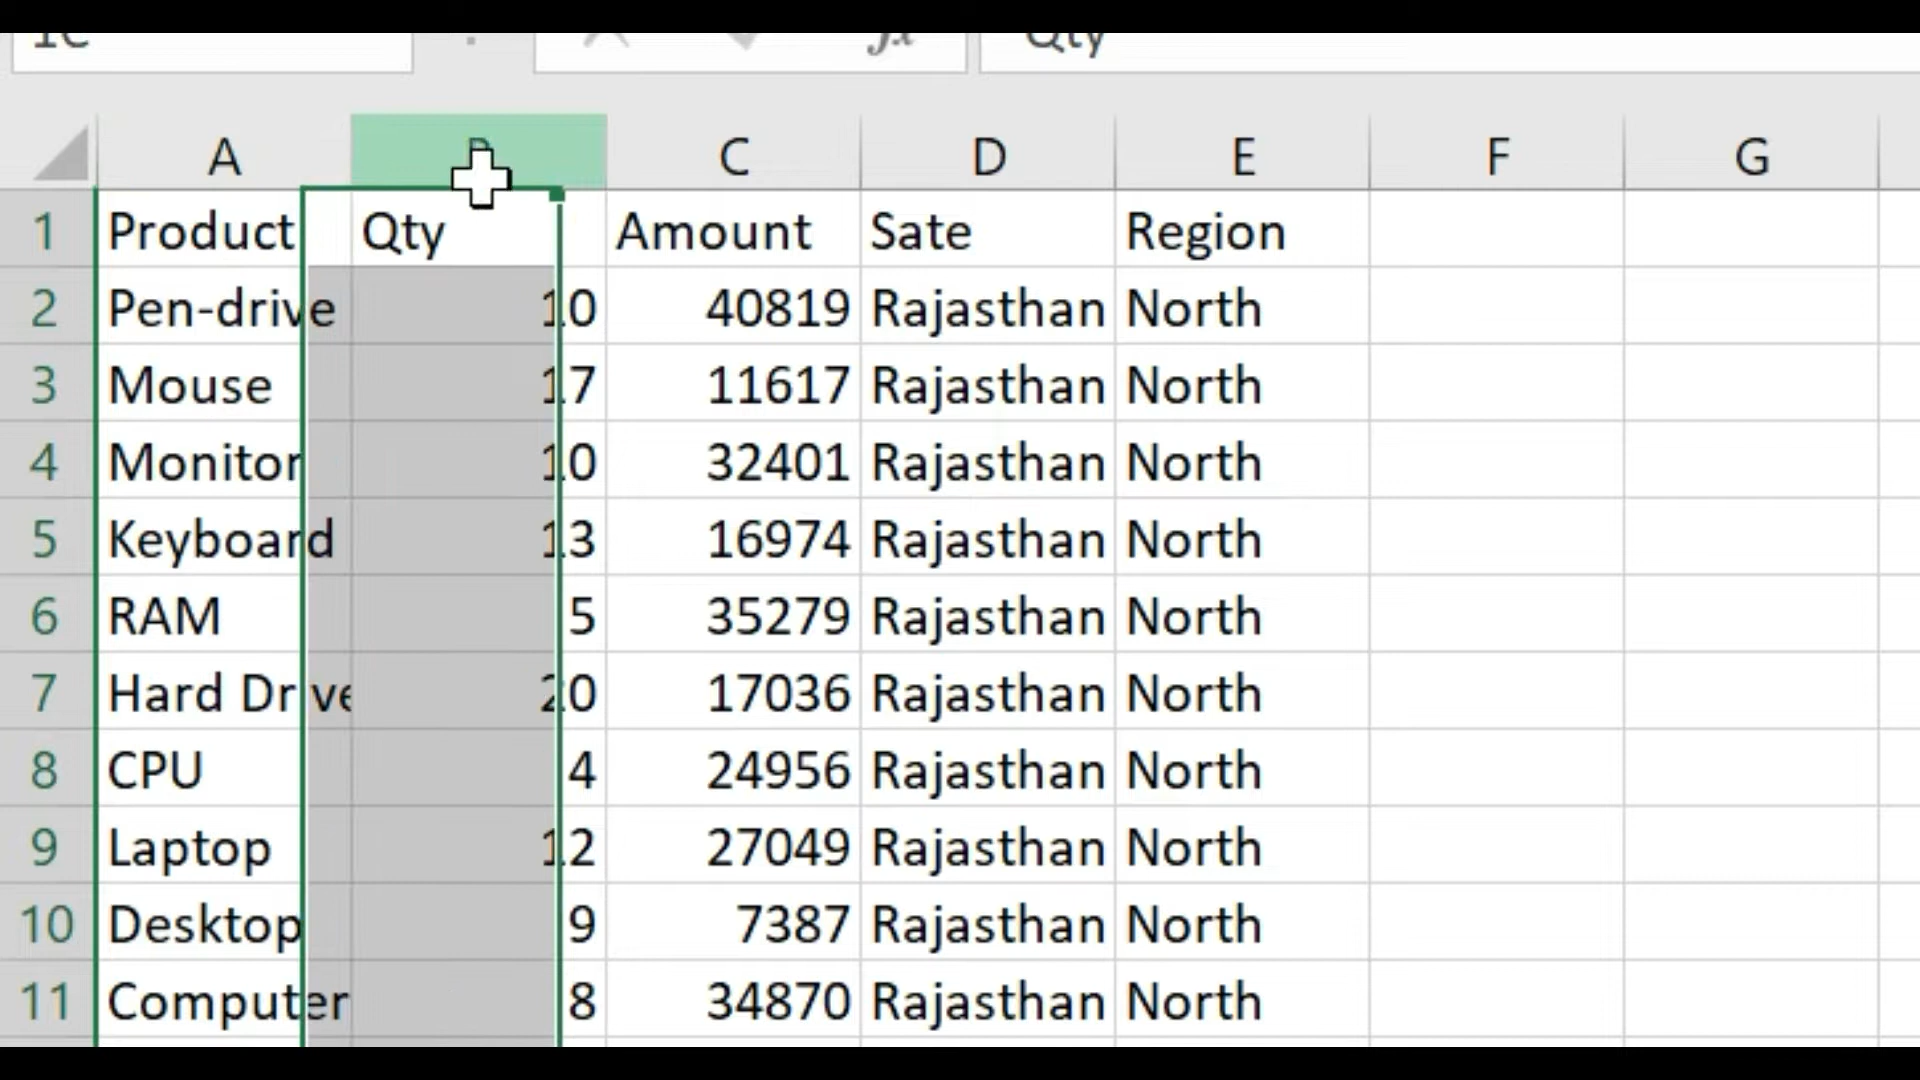 1C fx Qty
A B C D E F G
1 Product Qty Amount Sate Region
2 Pen-drive 10 40819 Rajasthan North
3 Mouse 17 11617 Rajasthan North
4 Monitor 10 32401 Rajasthan North
5 Keyboard 13 16974 Rajasthan North
6 RAM 5 35279 Rajasthan North
7 Hard Drive 20 17036 Rajasthan North
8 CPU 4 24956 Rajasthan North
9 Laptop 12 27049 Rajasthan North
10 Desktop 9 7387 Rajasthan North
11 Computer 8 34870 Rajasthan North